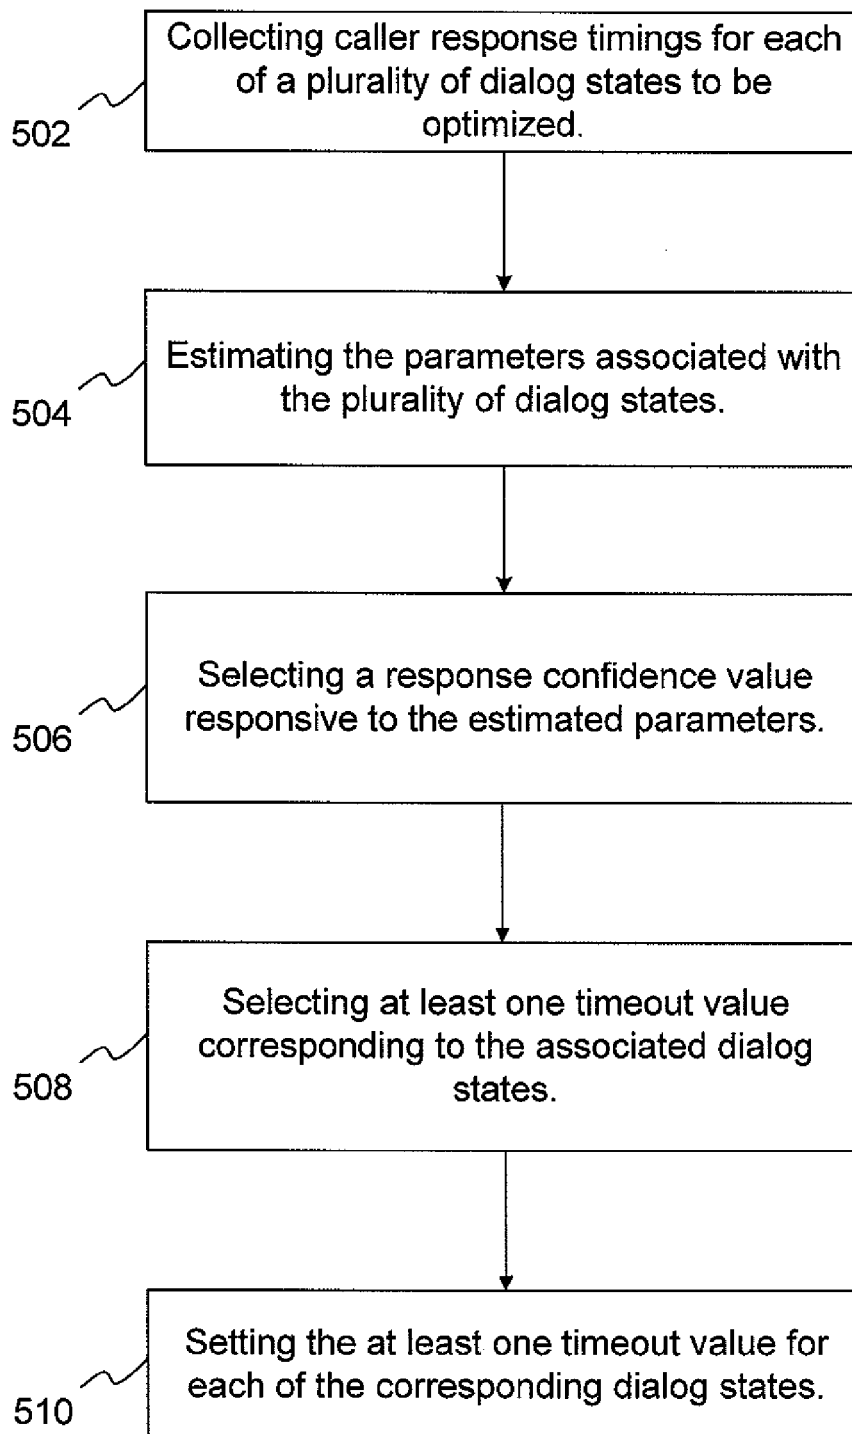 Collecting caller response timings for each
of a plurality of dialog states to be
optimized.
502
Estimating the parameters associated with
the plurality of dialog states.
504
Selecting a response confidence value
responsive to the estimated parameters.
506
Selecting at least one timeout value
corresponding to the associated dialog
states.
508
Setting the at least one timeout value for
each of the corresponding dialog states.
510